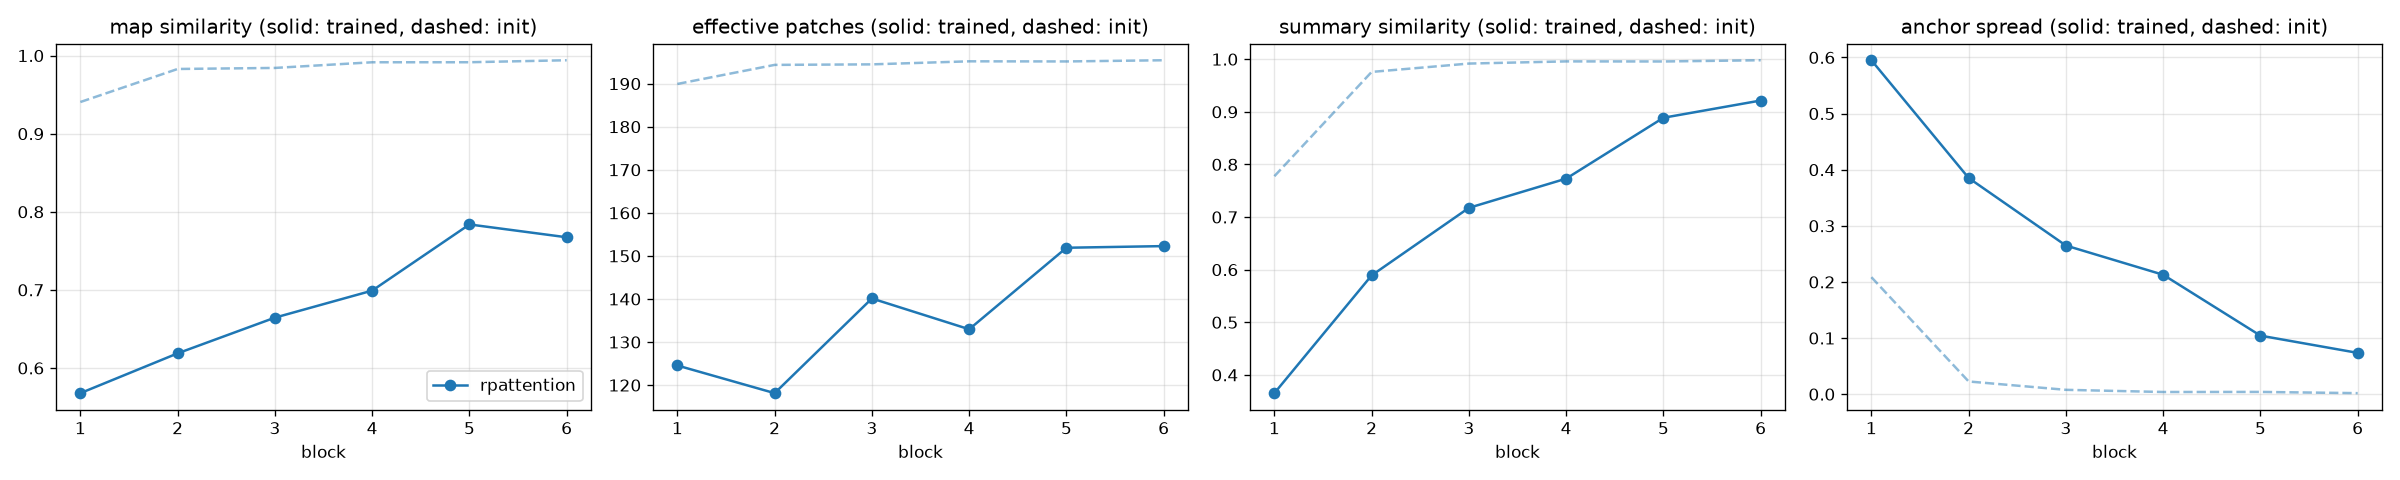 map similarity (solid: trained, dashed: init)
1.0
0.9
0.8
0.7
0.6
rpattention
1 2 3 4 5 6
block
effective patches (solid: trained, dashed: init)
190
180
170
160
150
140
130
120
1 2 3 4 5 6
block
summary similarity (solid: trained, dashed: init)
1.0
0.9
0.8
0.7
0.6
0.5
0.4
1 2 3 4 5 6
block
anchor spread (solid: trained, dashed: init)
0.6
0.5
0.4
0.3
0.2
0.1
0.0
1 2 3 4 5 6
block